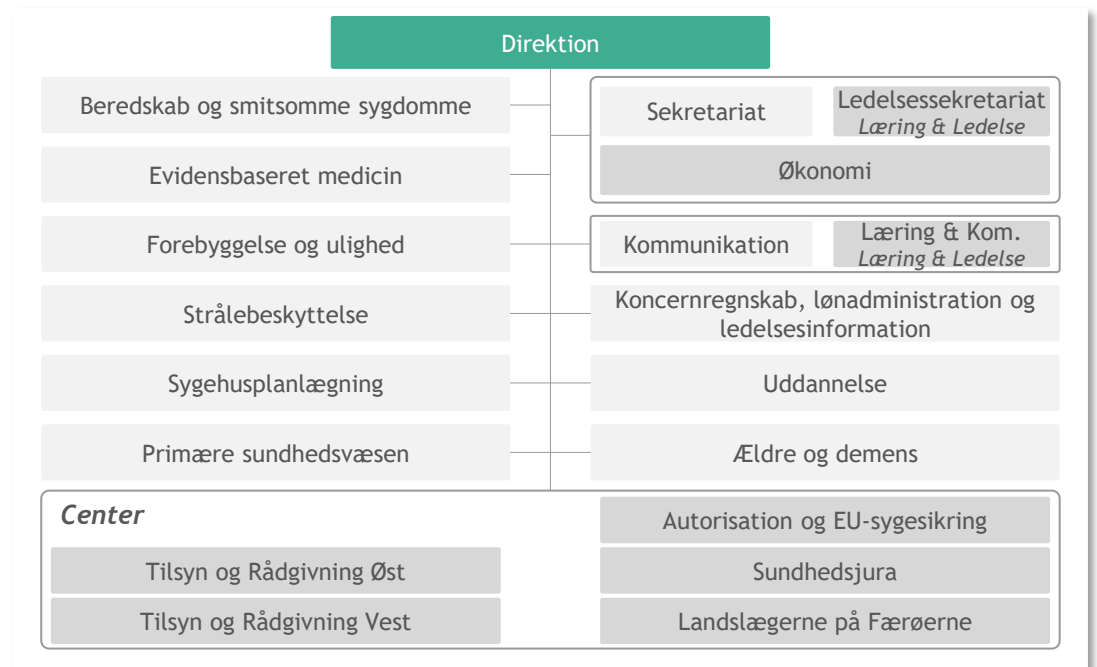 Direktion
Beredskab og smitsomme sygdomme
Evidensbaseret medicin
Forebyggelse og ulighed
Strålebeskyttelse
Sygehusplanlægning
Primære sundhedsvæsen
Sekretariat
Ledelsessekretariat
Læring & Ledelse
Økonomi
Kommunikation
Læring & Kom.
Læring & Ledelse
Koncernregnskab, lønadministration og
ledelsesinformation
Uddannelse
Ældre og demens
Center
Tilsyn og Rådgivning Øst
Tilsyn og Rådgivning Vest
Autorisation og EU-sygesikring
Sundhedsjura
Landslægerne på Færøerne